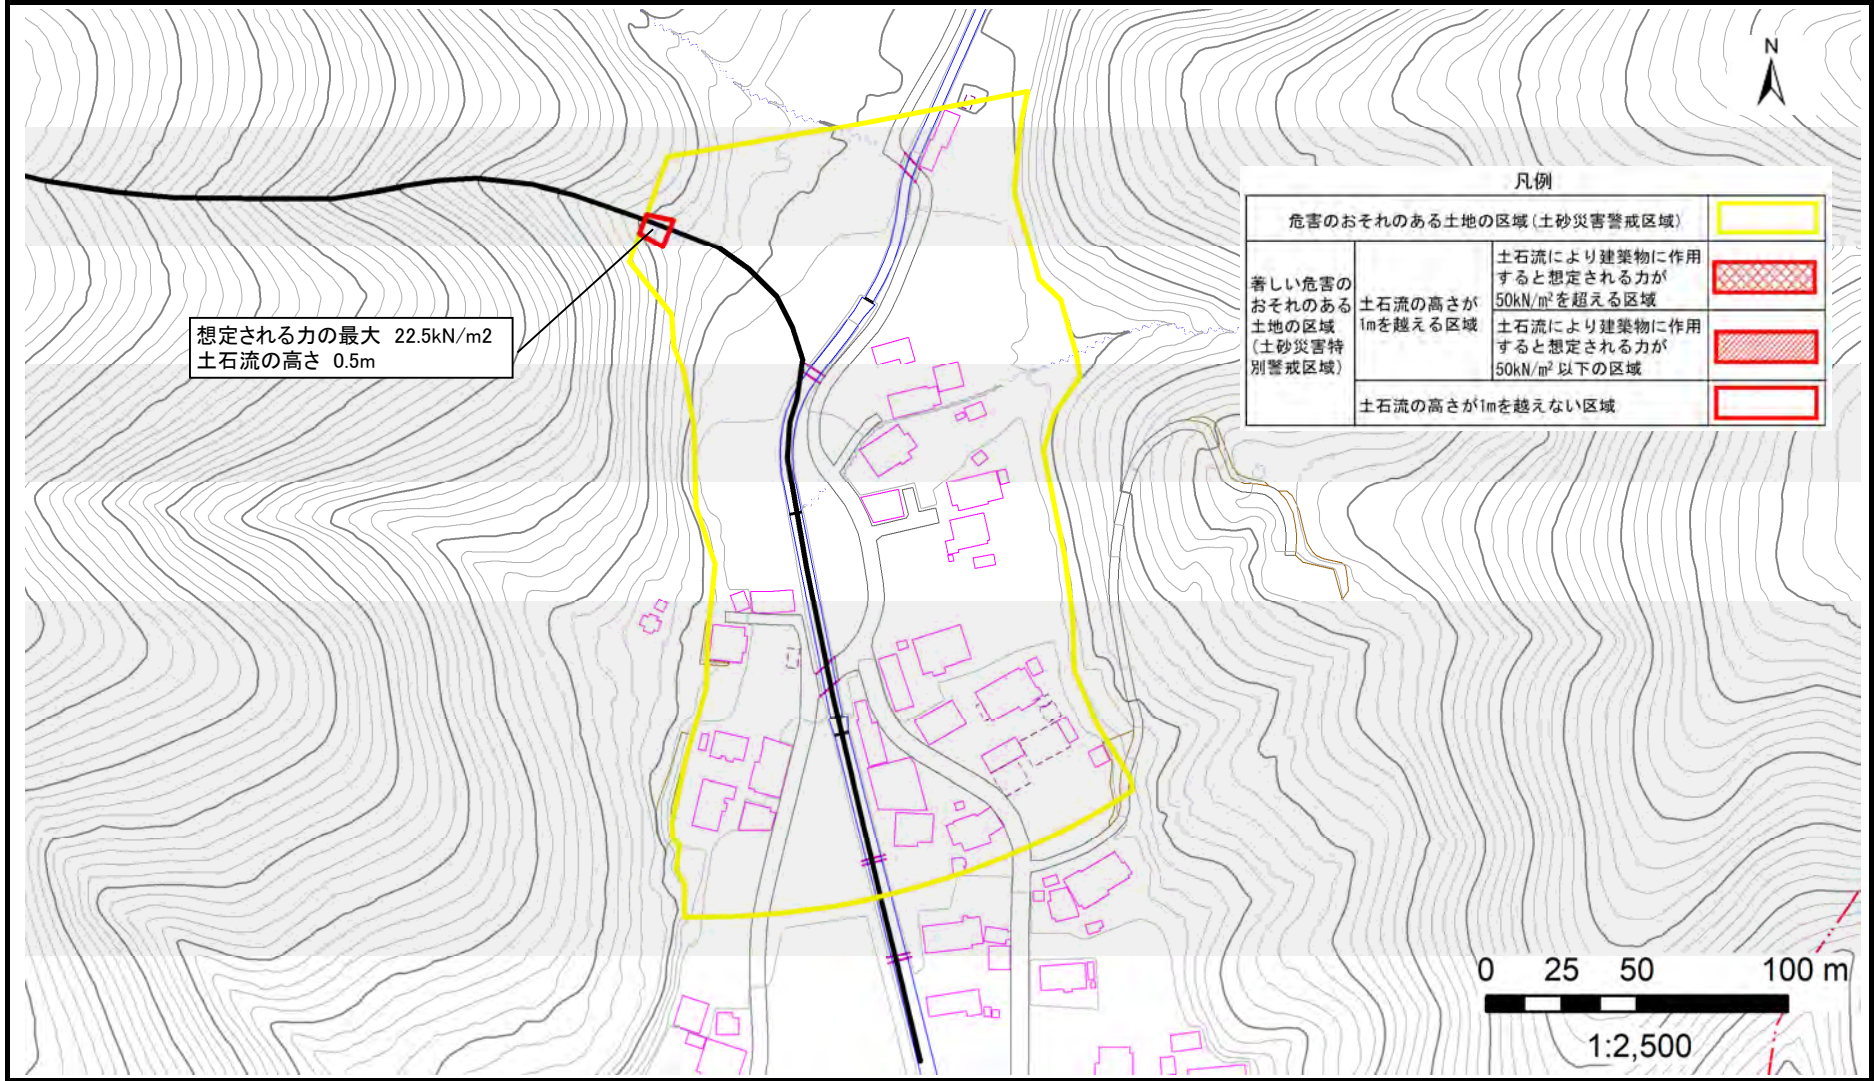 N
凡例
危害のおそれのある土地の区域(土砂災害警戒区域)
著しい危害の
おそれのある
土地の区域
(土砂災害特
別警戒区域)
土石流の高さが
1mを越える区域
土石流により建築物に作用
すると想定される力が
50kN/m²を超える区域
土石流により建築物に作用
すると想定される力が
50kN/m²以下の区域
土石流の高さが1mを越えない区域
想定される力の最大 22.5kN/m2
土石流の高さ 0.5m
0 25 50 100 m
1:2,500